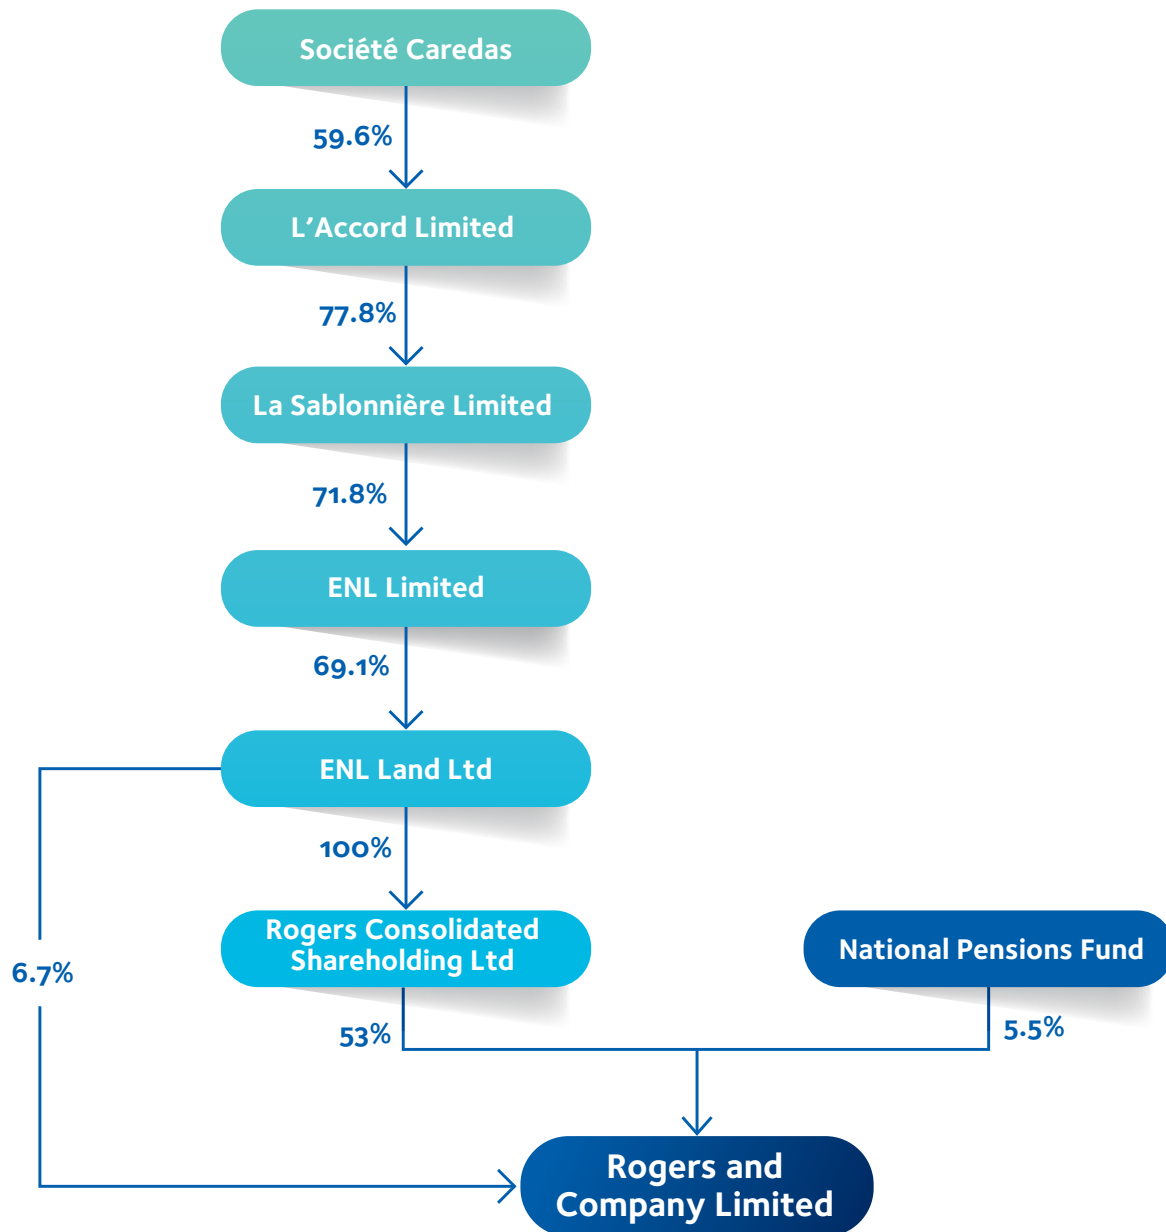 Société Caredas
59.6%
L'Accord Limited
77.8%
La Sablonnière Limited
71.8%
ENL Limited
69.1%
ENL Land Ltd
100%
Rogers Consolidated
Shareholding Ltd
National Pensions Fund
6.7%
53%
5.5%
Rogers and
Company Limited